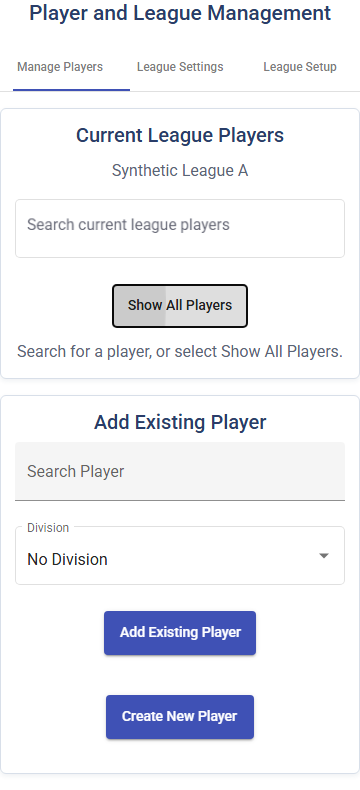 Player and League Management
Manage Players
League Settings
League Setup
Current League Players
Synthetic League A
Search current league players
Show All Players
Search for a player, or select Show All Players.
Add Existing Player
Search Player
Division
No Division
Add Existing Player
Create New Player